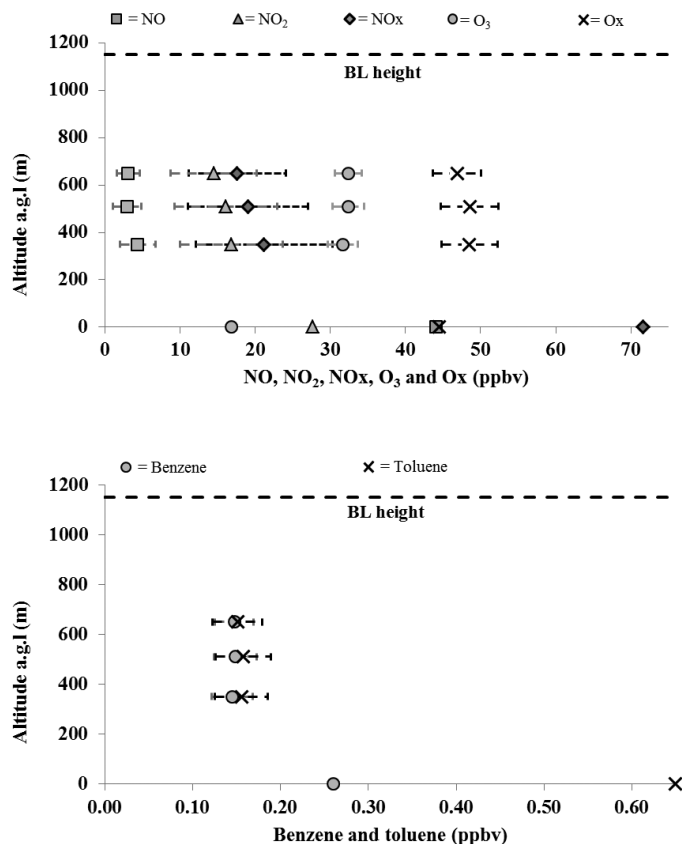 = NO = NO₂ = NOx = O₃ = Ox
1200
BL height
1000
800
600
400
200
0
Altitude a.g.l (m)
0 10 20 30 40 50 60 70
NO, NO₂, NOx, O₃ and Ox (ppbv)
= Benzene = Toluene
1200
BL height
1000
800
600
400
200
0
Altitude a.g.l (m)
0.00 0.10 0.20 0.30 0.40 0.50 0.60
Benzene and toluene (ppbv)